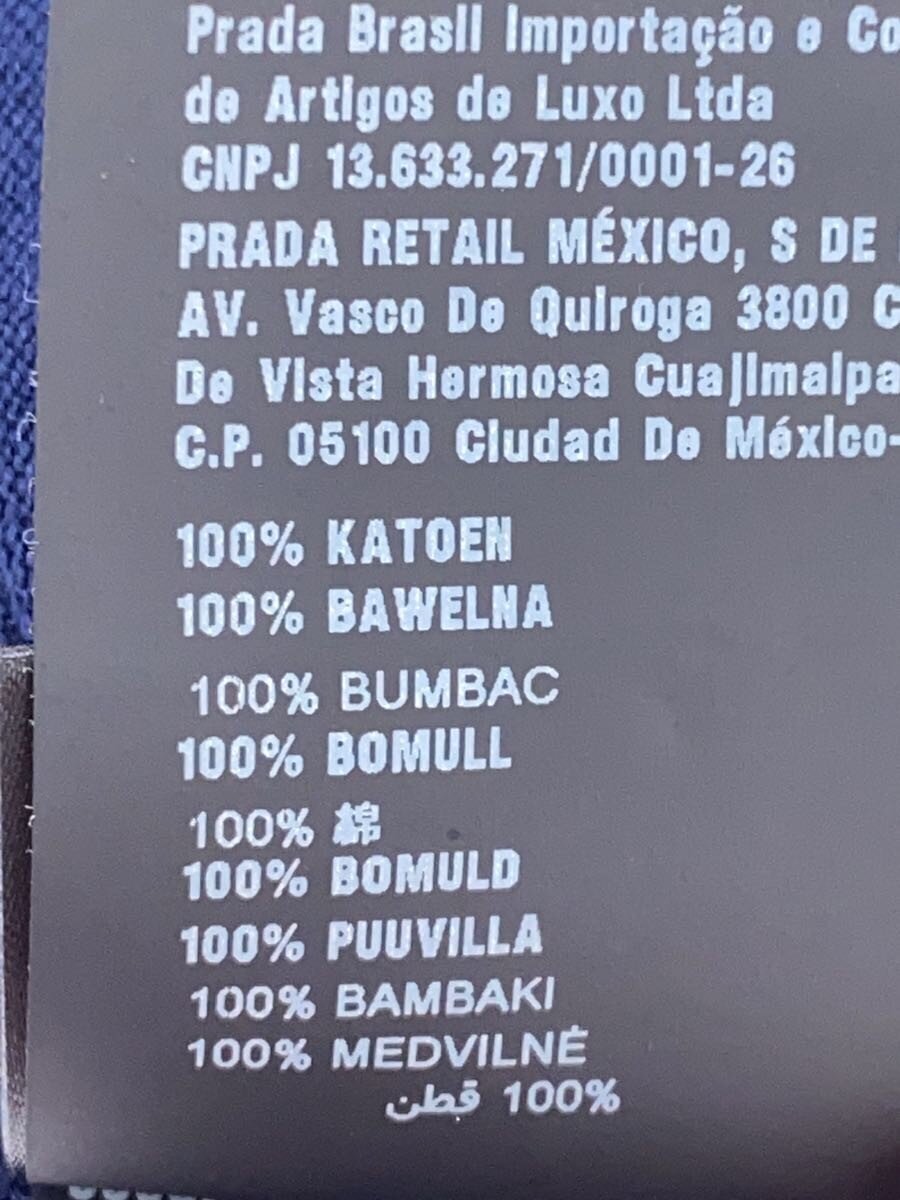 Prada Brasil Importação e Co
de Artigos de Luxo Ltda
CNPJ 13.633.271/0001-26
PRADA RETAIL MÉXICO, S DE
AV. Vasco De Quiroga 3800 C
De Vista Hermosa Cuajimalpa
C.P. 05100 Ciudad De México-
100% KATOEN
100% BAWELNA
100% BUMBAC
100% BOMULL
100% 綿
100% BOMULD
100% PUUVILLA
100% BAMBAKI
100% MEDVILNĖ
100% قطن